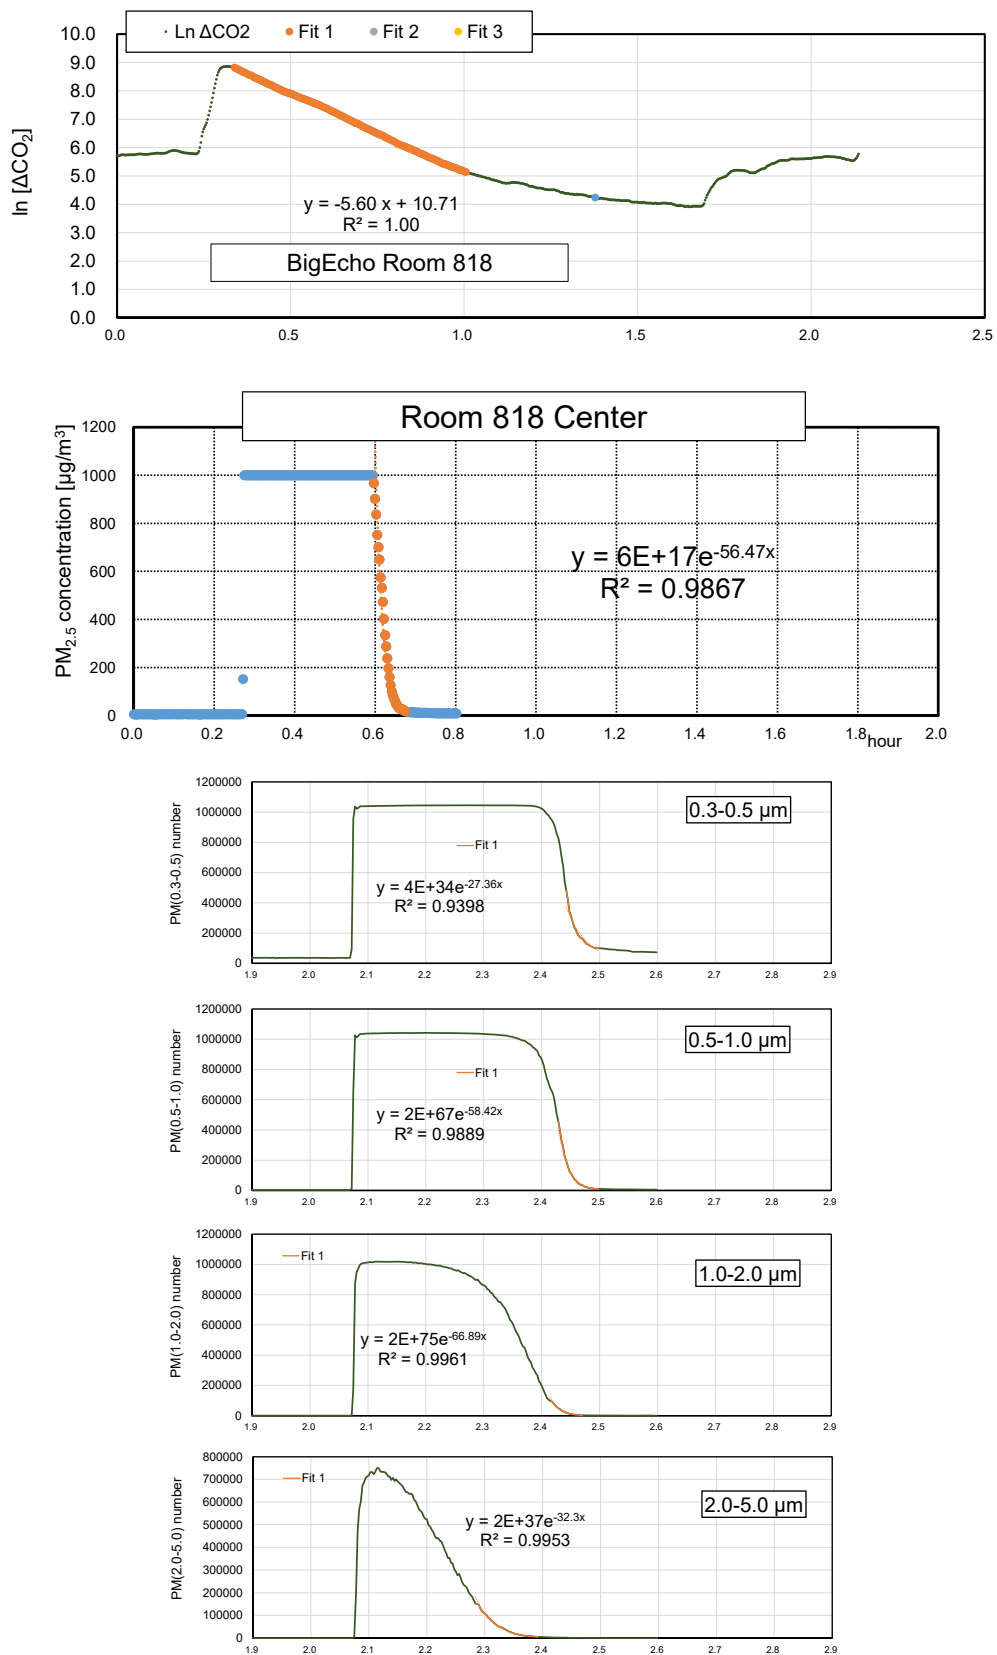 Ln ΔCO2 Fit 1 Fit 2 Fit 3
10.0
9.0
8.0
7.0
6.0
5.0
4.0
3.0
2.0
1.0
0.0
ln [ΔCO₂]
y = -5.60 x + 10.71
R² = 1.00
BigEcho Room 818
0.0 0.5 1.0 1.5 2.0 2.5
Room 818 Center
1200
1000
800
600
400
200
0
PM₂.₅ concentration [µg/m³]
y = 6E+17e⁻⁵⁶·⁴⁷ˣ
R² = 0.9867
0.0 0.2 0.4 0.6 0.8 1.0 1.2 1.4 1.6 1.8 2.0
hour
1200000
1000000
800000
600000
400000
200000
0
PM(0.3-0.5) number
0.3-0.5 µm
Fit 1
y = 4E+34e⁻²⁷·³⁶ˣ
R² = 0.9398
1.9 2.0 2.1 2.2 2.3 2.4 2.5 2.6 2.7 2.8 2.9
1200000
1000000
800000
600000
400000
200000
0
PM(0.5-1.0) number
0.5-1.0 µm
Fit 1
y = 2E+67e⁻⁵⁸·⁴²ˣ
R² = 0.9889
1.9 2.0 2.1 2.2 2.3 2.4 2.5 2.6 2.7 2.8 2.9
1200000
1000000
800000
600000
400000
200000
0
PM(1.0-2.0) number
Fit 1
1.0-2.0 µm
y = 2E+75e⁻⁶⁶·⁸⁹ˣ
R² = 0.9961
1.9 2.0 2.1 2.2 2.3 2.4 2.5 2.6 2.7 2.8 2.9
800000
700000
600000
500000
400000
300000
200000
100000
0
PM(2.0-5.0) number
Fit 1
2.0-5.0 µm
y = 2E+37e⁻³²·³ˣ
R² = 0.9953
1.9 2.0 2.1 2.2 2.3 2.4 2.5 2.6 2.7 2.8 2.9